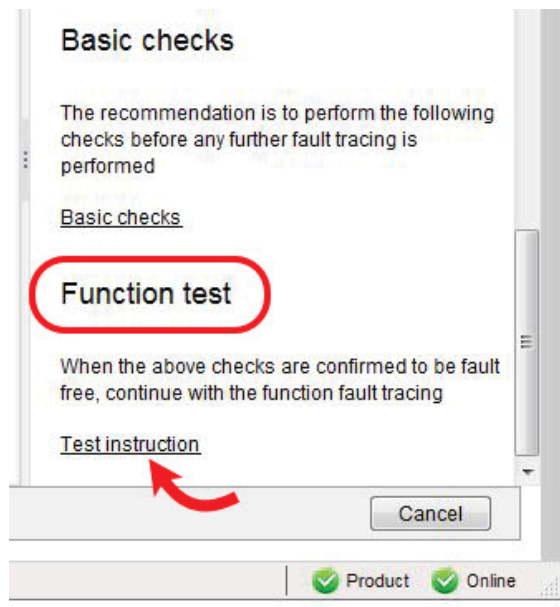 Basic checks
The recommendation is to perform the following
checks before any further fault tracing is
performed
Basic checks
Function test
When the above checks are confirmed to be fault
free, continue with the function fault tracing
Test instruction
Cancel
Product Online